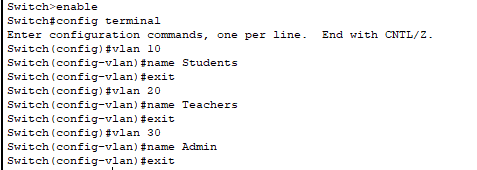 Switch>enable
Switch#config terminal
Enter configuration commands, one per line.  End with CNTL/Z.
Switch(config)#vlan 10
Switch(config-vlan)#name Students
Switch(config-vlan)#exit
Switch(config)#vlan 20
Switch(config-vlan)#name Teachers
Switch(config-vlan)#exit
Switch(config)#vlan 30
Switch(config-vlan)#name Admin
Switch(config-vlan)#exit